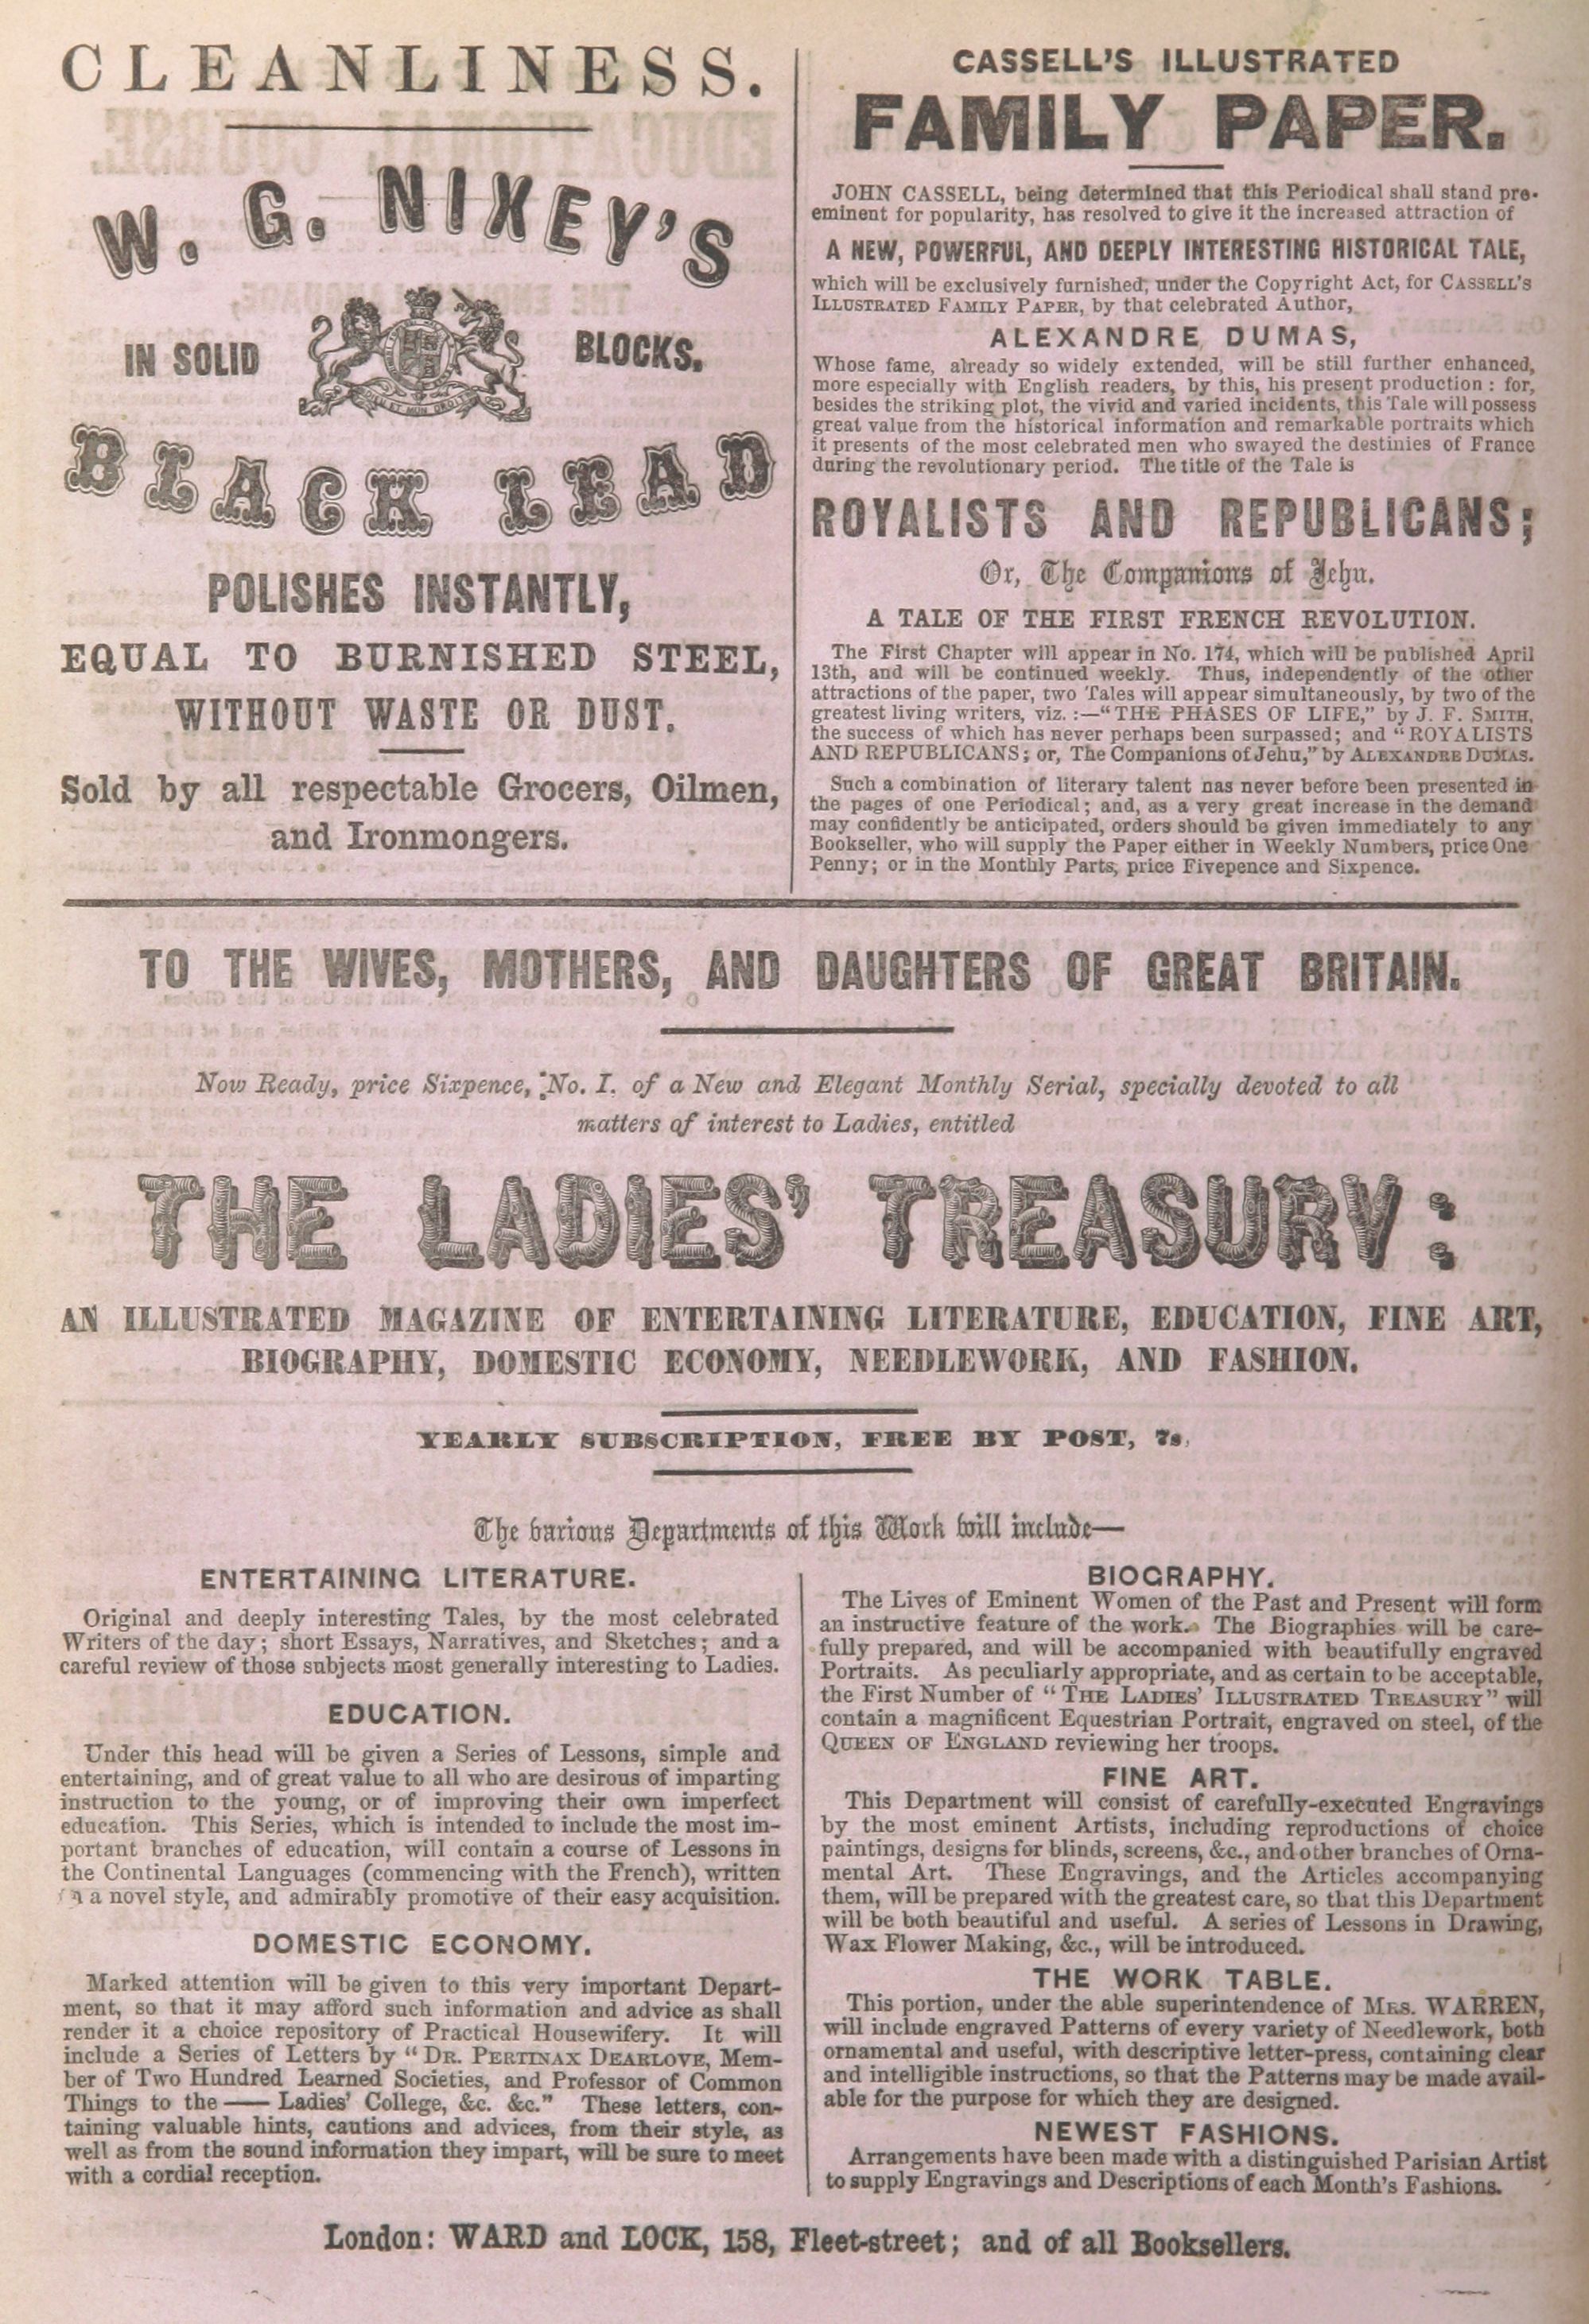 CLEANLINESS.
W. G. NIXEY'S
IN SOLID BLOCKS.
BLACK LEAD
POLISHES INSTANTLY,
EQUAL TO BURNISHED STEEL,
WITHOUT WASTE OR DUST.
Sold by all respectable Grocers, Oilmen,
and Ironmongers.
CASSELL'S ILLUSTRATED
FAMILY PAPER.
JOHN CASSELL, being determined that this Periodical shall stand pre-
eminent for popularity, has resolved to give it the increased attraction of
A NEW, POWERFUL, AND DEEPLY INTERESTING HISTORICAL TALE,
which will be exclusively furnished, under the Copyright Act, for CASSELL'S
ILLUSTRATED FAMILY PAPER, by that celebrated Author,
ALEXANDRE DUMAS,
Whose fame, already so widely extended, will be still further enhanced,
more especially with English readers, by this, his present production : for,
besides the striking plot, the vivid and varied incidents, this Tale will possess
great value from the historical information and remarkable portraits which
it presents of the most celebrated men who swayed the destinies of France
during the revolutionary period. The title of the Tale is
ROYALISTS AND REPUBLICANS;
Or, The Companions of Jehu.
A TALE OF THE FIRST FRENCH REVOLUTION.
The First Chapter will appear in No. 174, which will be published April
13th, and will be continued weekly. Thus, independently of the other
attractions of the paper, two Tales will appear simultaneously, by two of the
greatest living writers, viz. :—"THE PHASES OF LIFE," by J. F. SMITH,
the success of which has never perhaps been surpassed; and "ROYALISTS
AND REPUBLICANS; or, The Companions of Jehu," by ALEXANDRE DUMAS.
Such a combination of literary talent has never before been presented in
the pages of one Periodical; and, as a very great increase in the demand
may confidently be anticipated, orders should be given immediately to any
Bookseller, who will supply the Paper either in Weekly Numbers, price One
Penny; or in the Monthly Parts, price Fivepence and Sixpence.
TO THE WIVES, MOTHERS, AND DAUGHTERS OF GREAT BRITAIN.
Now Ready, price Sixpence, No. I. of a New and Elegant Monthly Serial, specially devoted to all
matters of interest to Ladies, entitled
THE LADIES' TREASURY:
AN ILLUSTRATED MAGAZINE OF ENTERTAINING LITERATURE, EDUCATION, FINE ART,
BIOGRAPHY, DOMESTIC ECONOMY, NEEDLEWORK, AND FASHION.
YEARLY SUBSCRIPTION, FREE BY POST, 7s,
The various Departments of this Work will include—
ENTERTAINING LITERATURE.
Original and deeply interesting Tales, by the most celebrated
Writers of the day; short Essays, Narratives, and Sketches; and a
careful review of those subjects most generally interesting to Ladies.
EDUCATION.
Under this head will be given a Series of Lessons, simple and
entertaining, and of great value to all who are desirous of imparting
instruction to the young, or of improving their own imperfect
education. This Series, which is intended to include the most im-
portant branches of education, will contain a course of Lessons in
the Continental Languages (commencing with the French), written
a novel style, and admirably promotive of their easy acquisition.
DOMESTIC ECONOMY.
Marked attention will be given to this very important Depart-
ment, so that it may afford such information and advice as shall
render it a choice repository of Practical Housewifery. It will
include a Series of Letters by "DR. PERTINAX DEARLOVE, Mem-
ber of Two Hundred Learned Societies, and Professor of Common
Things to the —— Ladies' College, &c. &c." These letters, con-
taining valuable hints, cautions and advices, from their style, as
well as from the sound information they impart, will be sure to meet
with a cordial reception.
BIOGRAPHY.
The Lives of Eminent Women of the Past and Present will form
an instructive feature of the work. The Biographies will be care-
fully prepared, and will be accompanied with beautifully engraved
Portraits. As peculiarly appropriate, and as certain to be acceptable,
the First Number of "THE LADIES' ILLUSTRATED TREASURY" will
contain a magnificent Equestrian Portrait, engraved on steel, of the
QUEEN OF ENGLAND reviewing her troops.
FINE ART.
This Department will consist of carefully-executed Engravings
by the most eminent Artists, including reproductions of choice
paintings, designs for blinds, screens, &c., and other branches of Orna-
mental Art. These Engravings, and the Articles accompanying
them, will be prepared with the greatest care, so that this Department
will be both beautiful and useful. A series of Lessons in Drawing,
Wax Flower Making, &c., will be introduced.
THE WORK TABLE.
This portion, under the able superintendence of MRS. WARREN,
will include engraved Patterns of every variety of Needlework, both
ornamental and useful, with descriptive letter-press, containing clear
and intelligible instructions, so that the Patterns may be made avail-
able for the purpose for which they are designed.
NEWEST FASHIONS.
Arrangements have been made with a distinguished Parisian Artist
to supply Engravings and Descriptions of each Month's Fashions.
London: WARD and LOCK, 158, Fleet-street; and of all Booksellers.